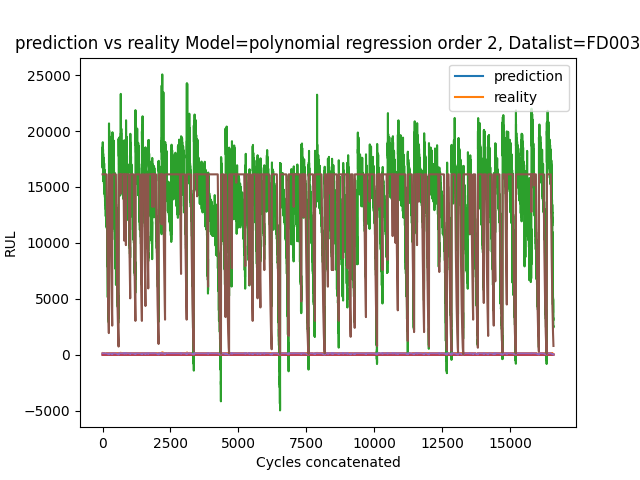 prediction vs reality Model=polynomial regression order 2, Datalist=FD003
prediction
reality
25000
20000
15000
10000
5000
0
−5000
RUL
0
2500
5000
7500
10000
12500
15000
Cycles concatenated